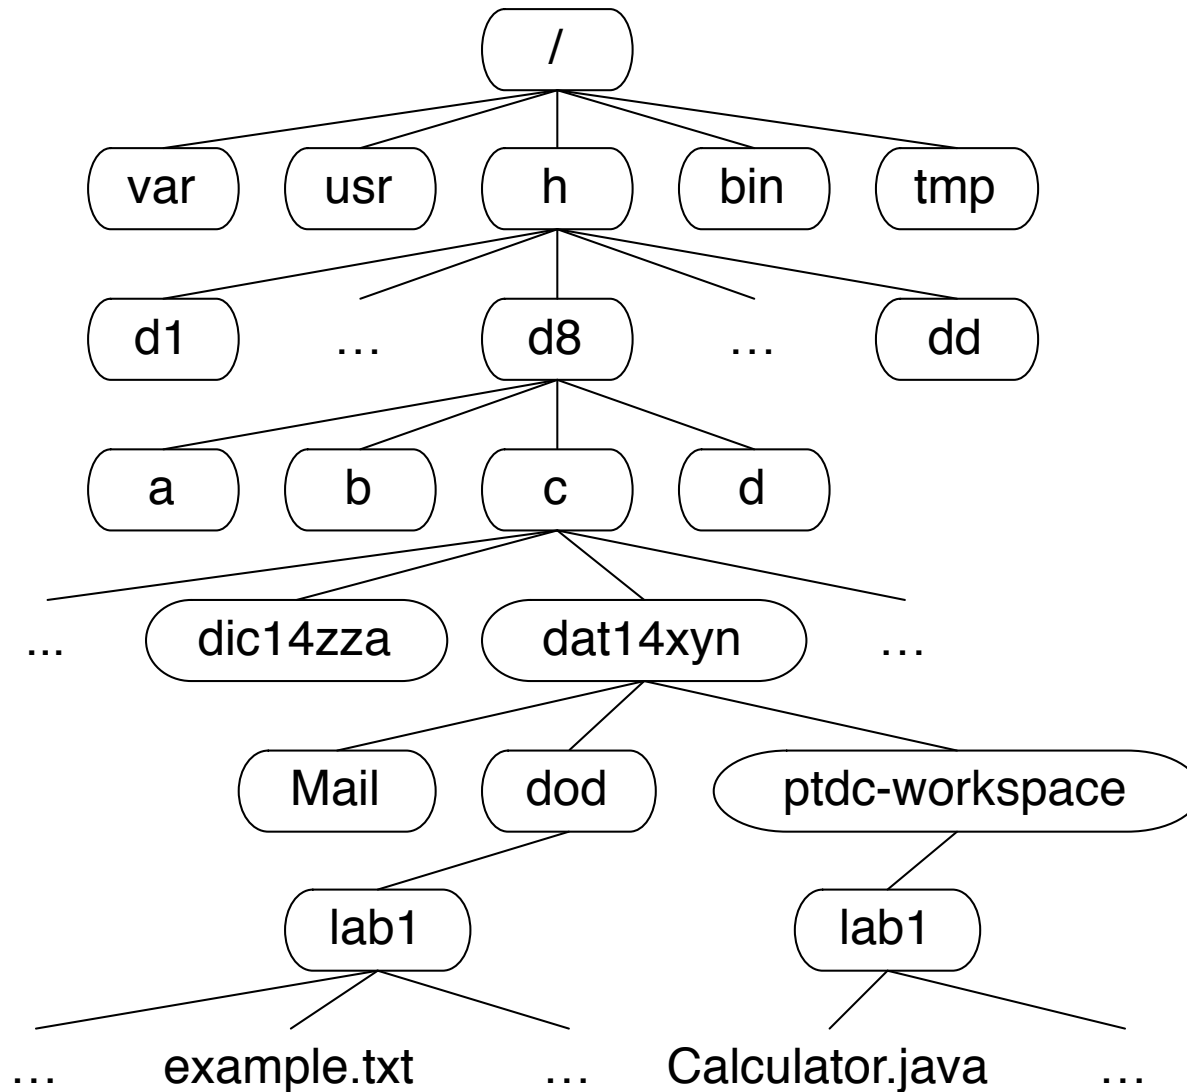 /
var usr h bin tmp
d1 … d8 … dd
a b c d
... dic14zza dat14xyn …
Mail dod ptdc-workspace
lab1 lab1
… example.txt … Calculator.java …